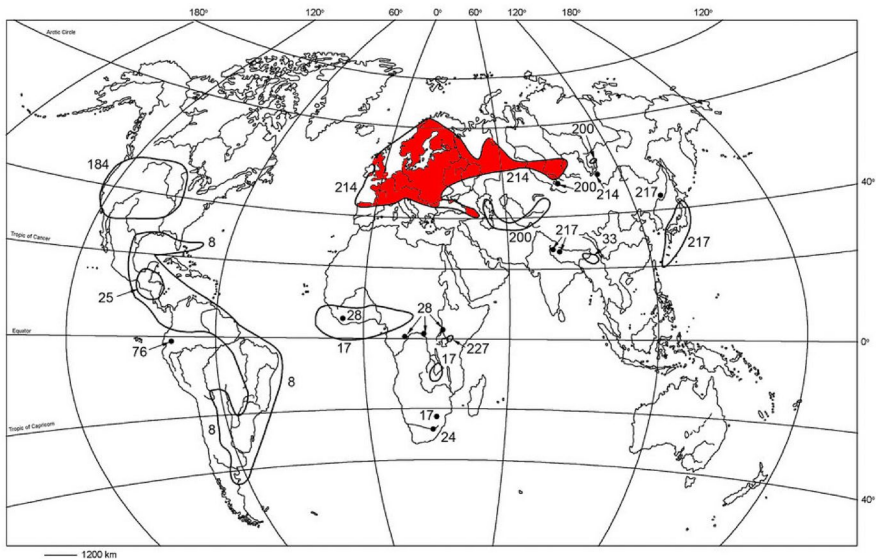 180° 120° 60° 0° 60° 120° 180° 120°
Arctic Circle
200
184
40°
214 214 200 214 217
Tropic of Cancer
8 200 217 33 217
25
28 28
Equator
17 17 227 0°
76
8
8 17
Tropic of Capricorn
24
40°
1200 km